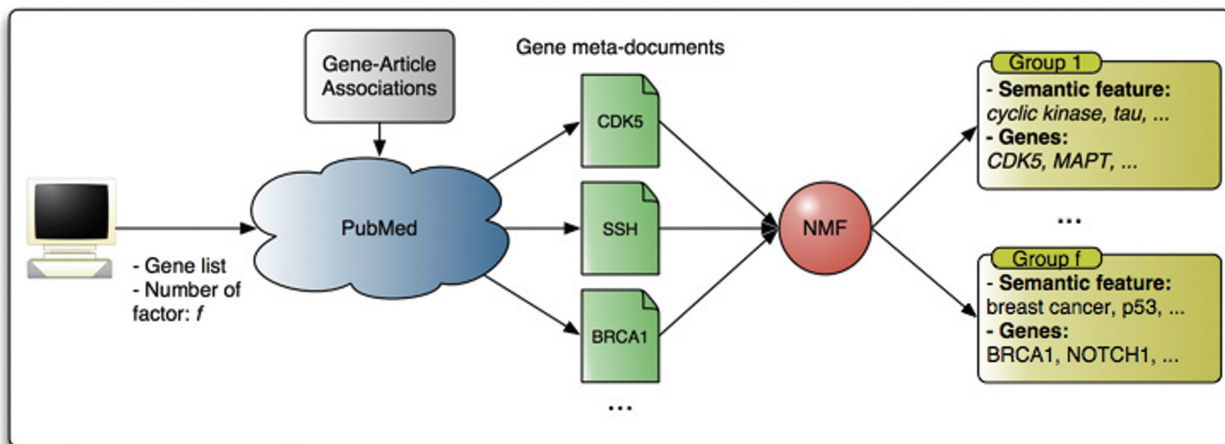 Gene-Article
Associations
PubMed
- Gene list
- Number of
factor: f
Gene meta-documents
CDK5
SSH
BRCA1
...
NMF
Group 1
- Semantic feature:
cyclic kinase, tau, ...
- Genes:
CDK5, MAPT, ...
...
Group f
- Semantic feature:
breast cancer, p53, ...
- Genes:
BRCA1, NOTCH1, ...